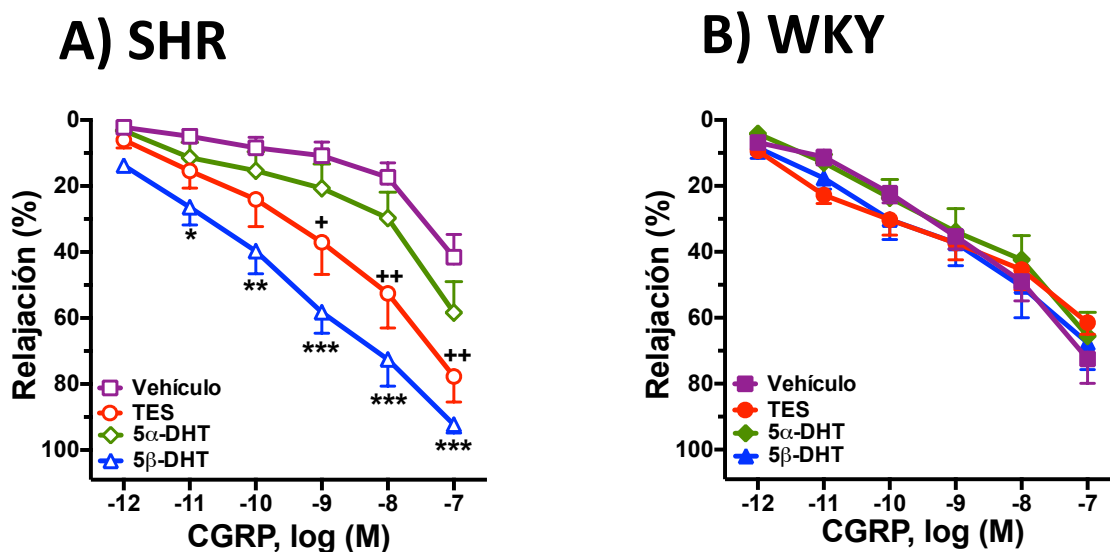 A) SHR
Relajación (%)
0
20
40
60
80
100
+
++
++
*
**
***
***
***
Vehículo
TES
5α-DHT
5β-DHT
-12 -11 -10 -9 -8 -7
CGRP, log (M)
B) WKY
Relajación (%)
0
20
40
60
80
100
Vehículo
TES
5α-DHT
5β-DHT
-12 -11 -10 -9 -8 -7
CGRP, log (M)